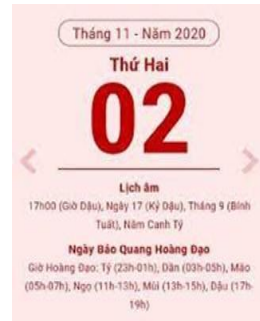 Tháng 11 - Năm 2020
Thứ Hai
02
Lịch âm
17h00 (Giờ Dậu), Ngày 17 (Kỷ Dậu), Tháng 9 (Bính
Tuất), Năm Canh Tý
Ngày Bảo Quang Hoàng Đạo
Giờ Hoàng Đạo: Tý (23h-01h), Dần (03h-05h), Mão
(05h-07h), Ngọ (11h-13h), Mùi (13h-15h), Dậu (17h-
19h)